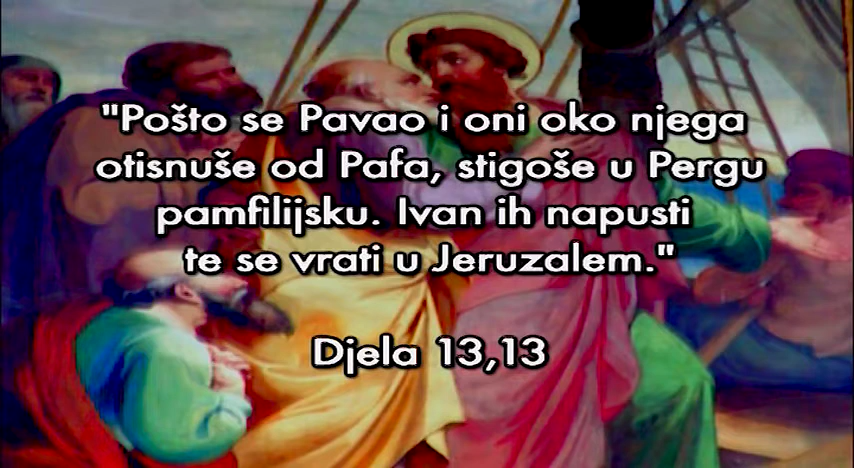 "Pošto se Pavao i oni oko njega
otisnuše od Pafa, stigoše u Pergu
pamfilijsku. Ivan ih napusti
te se vrati u Jeruzalem."
Djela 13,13